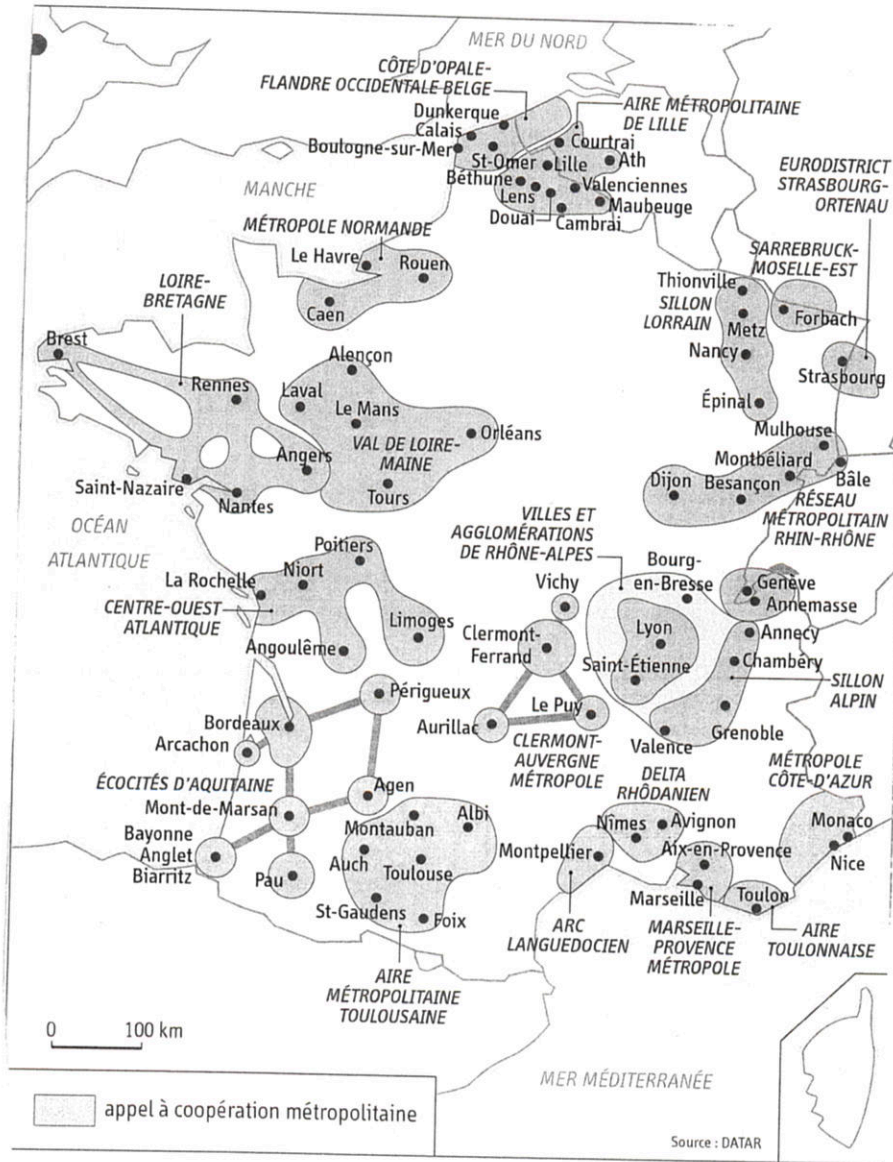 MER DU NORD
CÔTE D'OPALE-
FLANDRE OCCIDENTALE BELGE
AIRE MÉTROPOLITAINE
DE LILLE
Dunkerque
Calais
Boulogne-sur-Mer
Courtrai
St-Omer
Lille
Ath
Béthune
Lens
Valenciennes
Douai
Maubeuge
Cambrai
EURODISTRICT
STRASBOURG-
ORTENAU
MANCHE
MÉTROPOLE NORMANDE
Le Havre
Rouen
Caen
SARREBRUCK-
MOSELLE-EST
Thionville
SILLON
LORRAIN
Forbach
Metz
Nancy
Strasbourg
Épinal
LOIRE-
BRETAGNE
Brest
Rennes
Alençon
Laval
Le Mans
Orléans
VAL DE LOIRE-
MAINE
Angers
Tours
Saint-Nazaire
Nantes
Mulhouse
Montbéliard
Dijon
Besançon
Bâle
RÉSEAU
MÉTROPOLITAIN
RHIN-RHÔNE
OCÉAN
ATLANTIQUE
VILLES ET
AGGLOMÉRATIONS
DE RHÔNE-ALPES
Poitiers
Niort
La Rochelle
CENTRE-OUEST
ATLANTIQUE
Limoges
Angoulême
Vichy
Bourg-
en-Bresse
Genève
Annemasse
Clermont-
Ferrand
Lyon
Annecy
Saint-Étienne
Chambéry
SILLON
ALPIN
Périgueux
Bordeaux
Arcachon
Aurillac
Le Puy
Valence
Grenoble
CLERMONT-
AUVERGNE
MÉTROPOLE
ÉCOCITÉS D'AQUITAINE
Agen
Mont-de-Marsan
DELTA
RHÔDANIEN
MÉTROPOLE
CÔTE-D'AZUR
Bayonne
Anglet
Biarritz
Pau
Montauban
Albi
Auch
Toulouse
St-Gaudens
Foix
Nîmes
Avignon
Montpellier
Aix-en-Provence
Monaco
Nice
Marseille
Toulon
ARC
LANGUEDOCIEN
MARSEILLE-
PROVENCE
MÉTROPOLE
AIRE
TOULONNAISE
AIRE
MÉTROPOLITAINE
TOULOUSAINE
0 100 km
MER MÉDITERRANÉE
appel à coopération métropolitaine
Source : DATAR